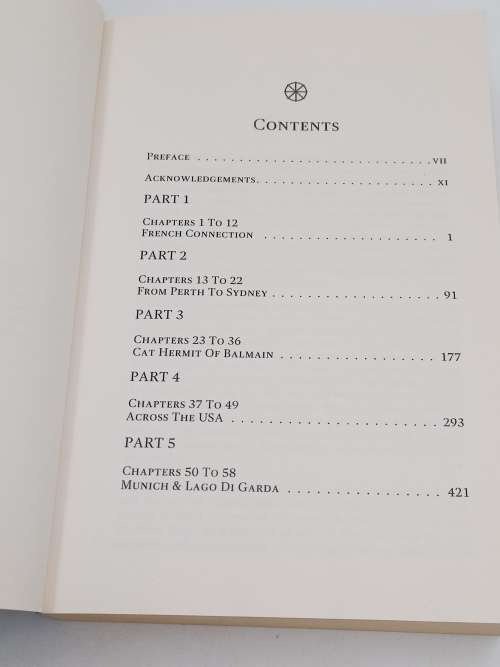 Contents
Preface . . . . . . . . . . . . . . . . . . . . . . . . . . . . vii
Acknowledgements. . . . . . . . . . . . . . . . . . . . . xi
PART 1
Chapters 1 To 12
French Connection . . . . . . . . . . . . . . . . . . . . . 1
PART 2
Chapters 13 To 22
From Perth To Sydney . . . . . . . . . . . . . . . . . . . . 91
PART 3
Chapters 23 To 36
Cat Hermit Of Balmain . . . . . . . . . . . . . . . . . . 177
PART 4
Chapters 37 To 49
Across The USA . . . . . . . . . . . . . . . . . . . . . . . 293
PART 5
Chapters 50 To 58
Munich & Lago Di Garda . . . . . . . . . . . . . . . . . 421